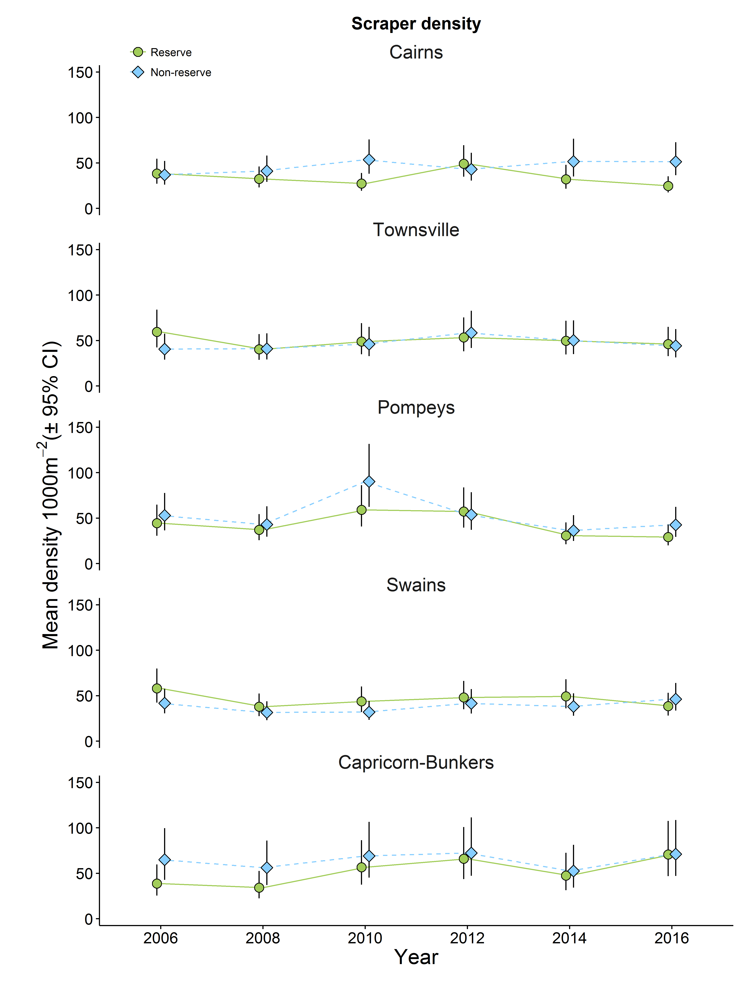 Scraper density
Reserve
Non-reserve
Cairns
150
100
50
0
Townsville
150
100
50
0
Pompeys
150
100
50
0
Swains
150
100
50
0
Capricorn-Bunkers
150
100
50
0
Mean density 1000m⁻²(± 95% CI)
2006 2008 2010 2012 2014 2016
Year